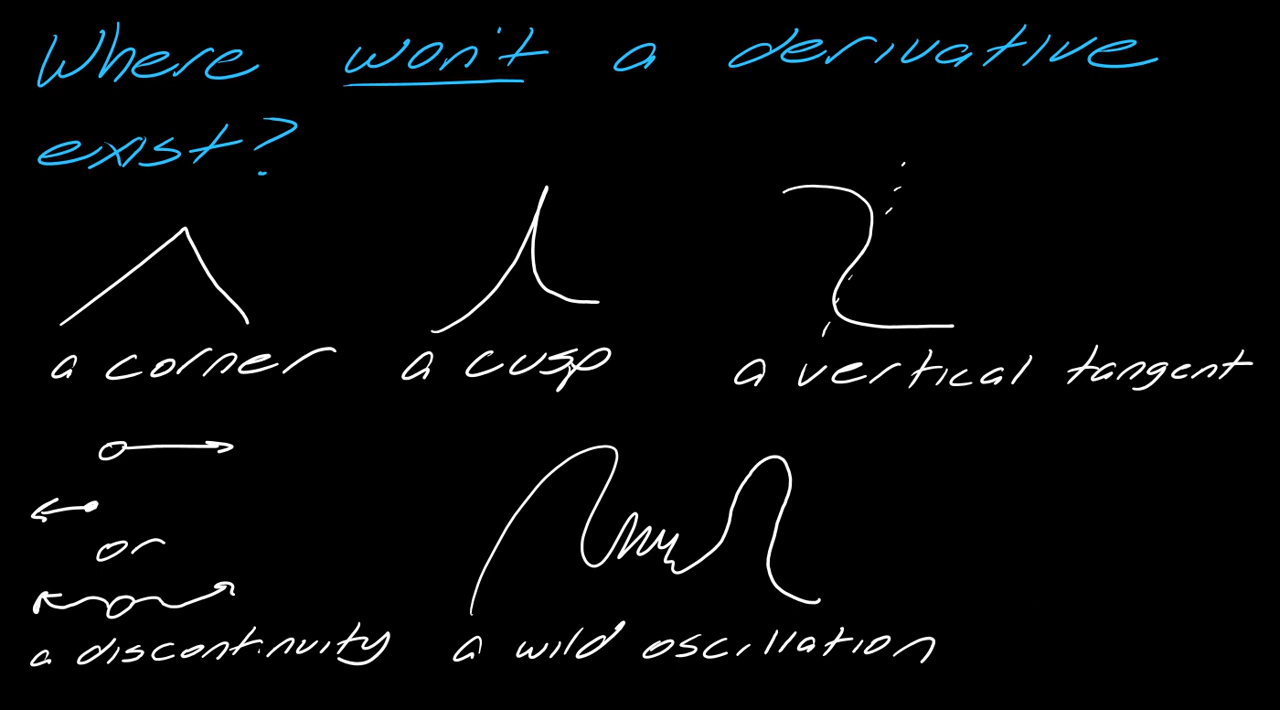 Where won't a derivative
exist?
a corner a cusp a vertical tangent
or
a discontinuity a wild oscillation